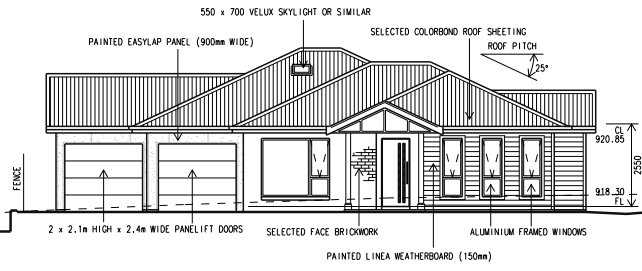 550 x 700 VELUX SKYLIGHT OR SIMILAR
SELECTED COLORBOND ROOF SHEETING
PAINTED EASYLAP PANEL (900mm WIDE)
ROOF PITCH
25°
CL
920.85
2550
FENCE
918.30
FL
2 x 2.1m HIGH x 2.4m WIDE PANELIFT DOORS
SELECTED FACE BRICKWORK
ALUMINIUM FRAMED WINDOWS
PAINTED LINEA WEATHERBOARD (150mm)